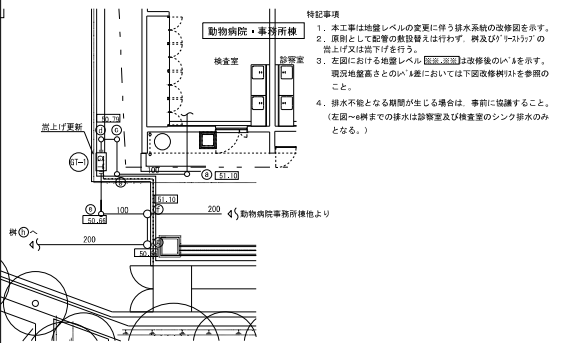 特記事項
1．本工事は地盤レベルの変更に伴う排水系統の改修図を示す。
2．原則として配管の敷設替えは行わず、桝及びグリーストラップの
嵩上げ又は嵩下げを行う。
3．左図における地盤レベル ※※.※※ は改修後のレベルを示す。
現況地盤高さとのレベル差においては下図改修桝リストを参照の
こと。
4．排水不能となる期間が生じる場合は、事前に協議すること。
(左図～e桝までの排水は診察室及び検査室のシンク排水のみ
となる。)
動物病院・事務所棟
検査室
診察室
50.79
嵩上げ更新
d c
GT-1
100
a 51.10
b
51.10
e
50.66
100
200
動物病院事務所棟他より
桝hへ
200